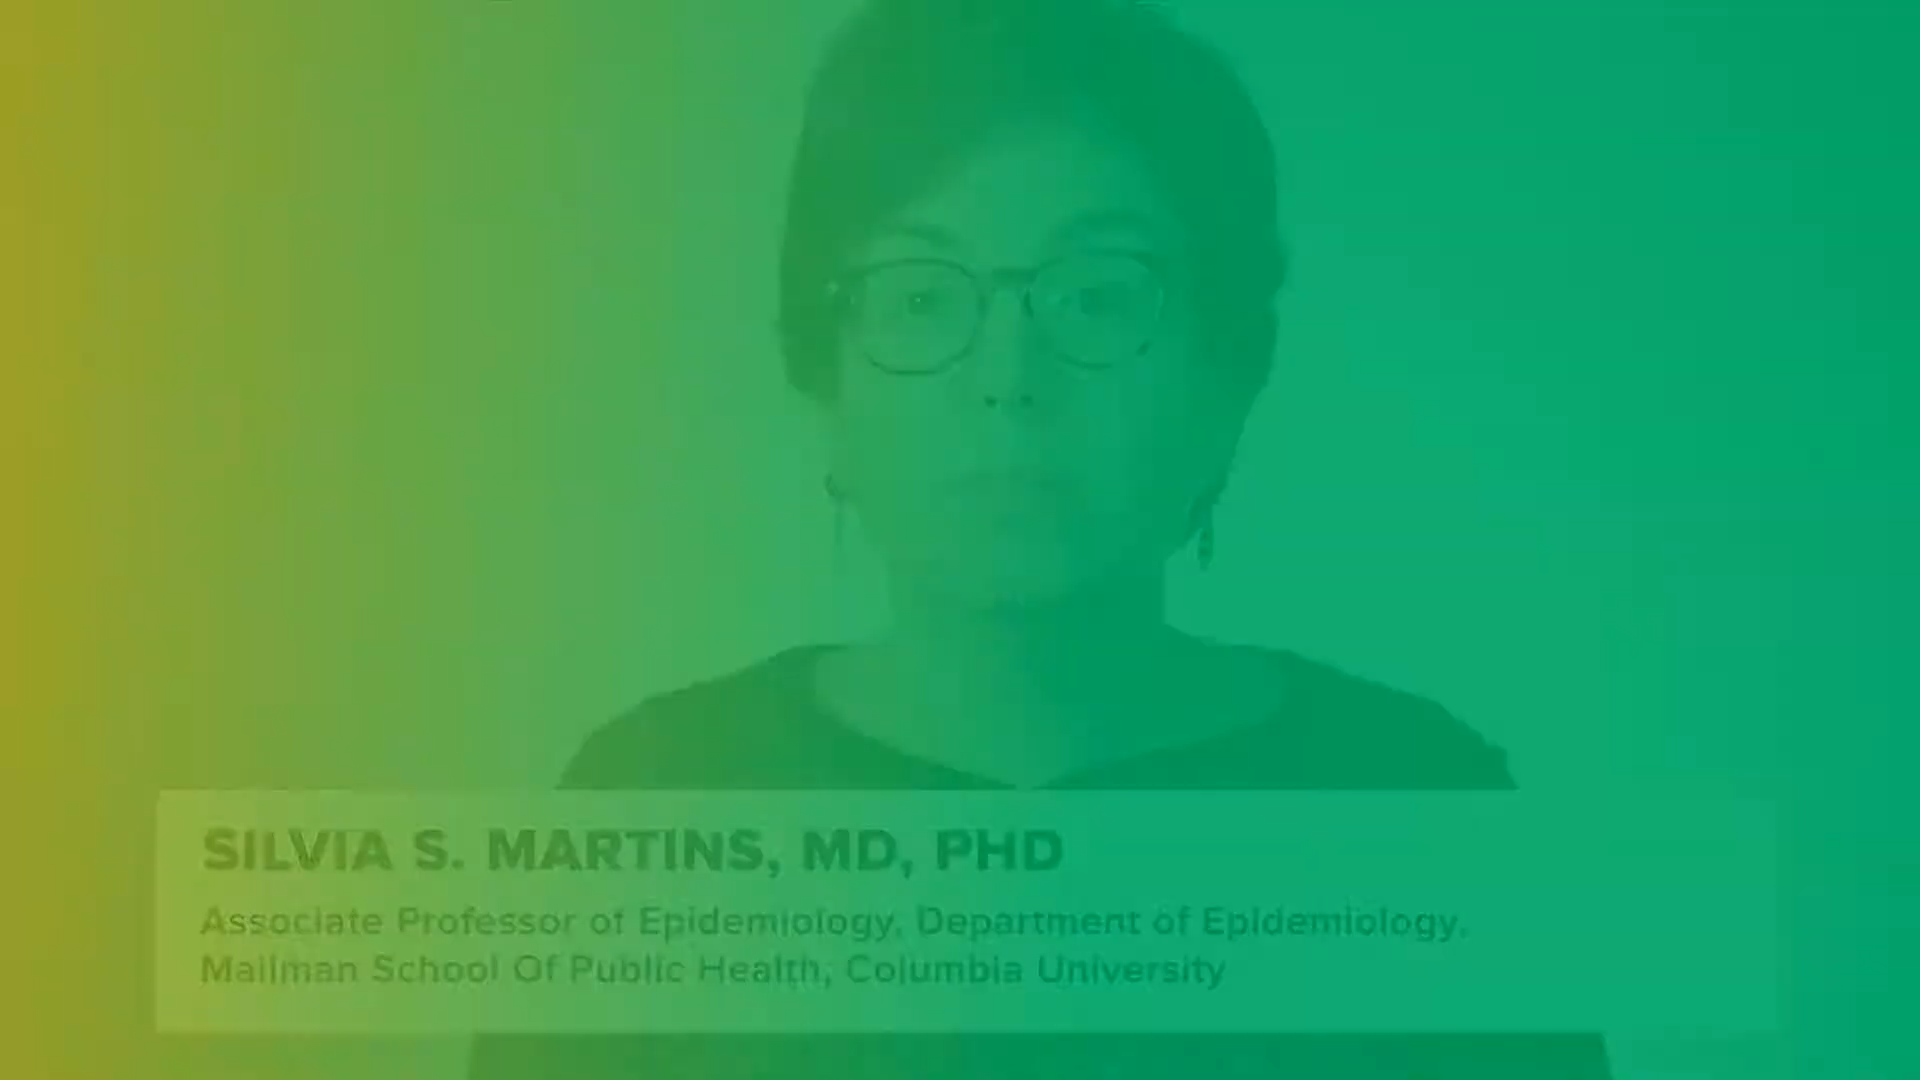 SILVIA S. MARTINS, MD, PHD
Associate Professor of Epidemiology, Department of Epidemiology,
Mailman School Of Public Health, Columbia University